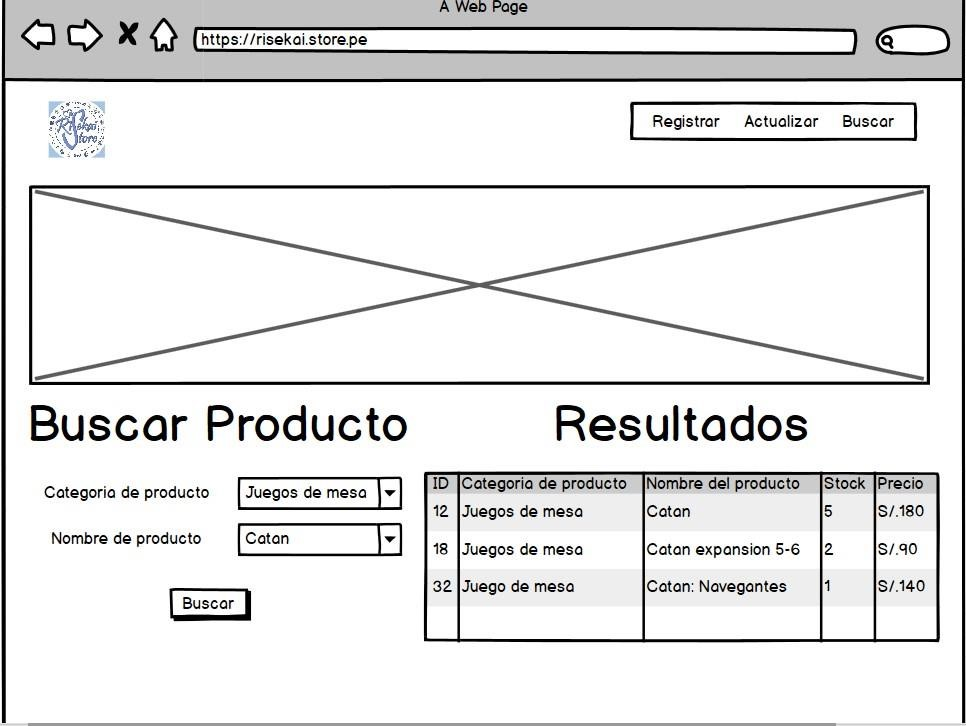 A Web Page
https://risekai.store.pe
RiSekai
Store
Registrar Actualizar Buscar
Buscar Producto
Resultados
Categoria de producto Juegos de mesa
Nombre de producto Catan
Buscar
ID Categoria de producto Nombre del producto Stock Precio
12 Juegos de mesa Catan 5 S/.180
18 Juegos de mesa Catan expansion 5-6 2 S/.90
32 Juego de mesa Catan: Navegantes 1 S/.140